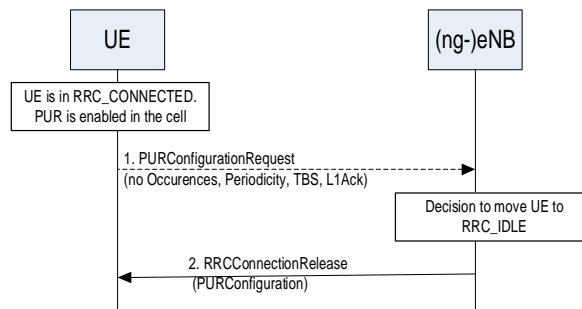 UE
(ng-)eNB
UE is in RRC_CONNECTED.
PUR is enabled in the cell
1. PURConfigurationRequest
(no Occurences, Periodicity, TBS, L1Ack)
Decision to move UE to
RRC_IDLE
2. RRCConnectionRelease
(PURConfiguration)